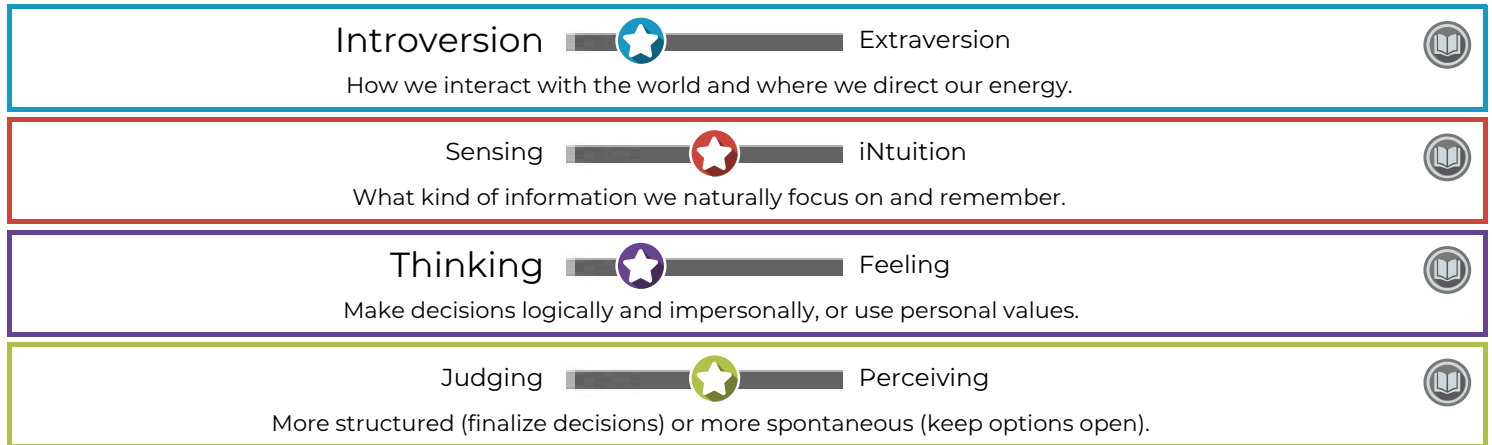 Introversion Extraversion
How we interact with the world and where we direct our energy.
Sensing iNtuition
What kind of information we naturally focus on and remember.
Thinking Feeling
Make decisions logically and impersonally, or use personal values.
Judging Perceiving
More structured (finalize decisions) or more spontaneous (keep options open).